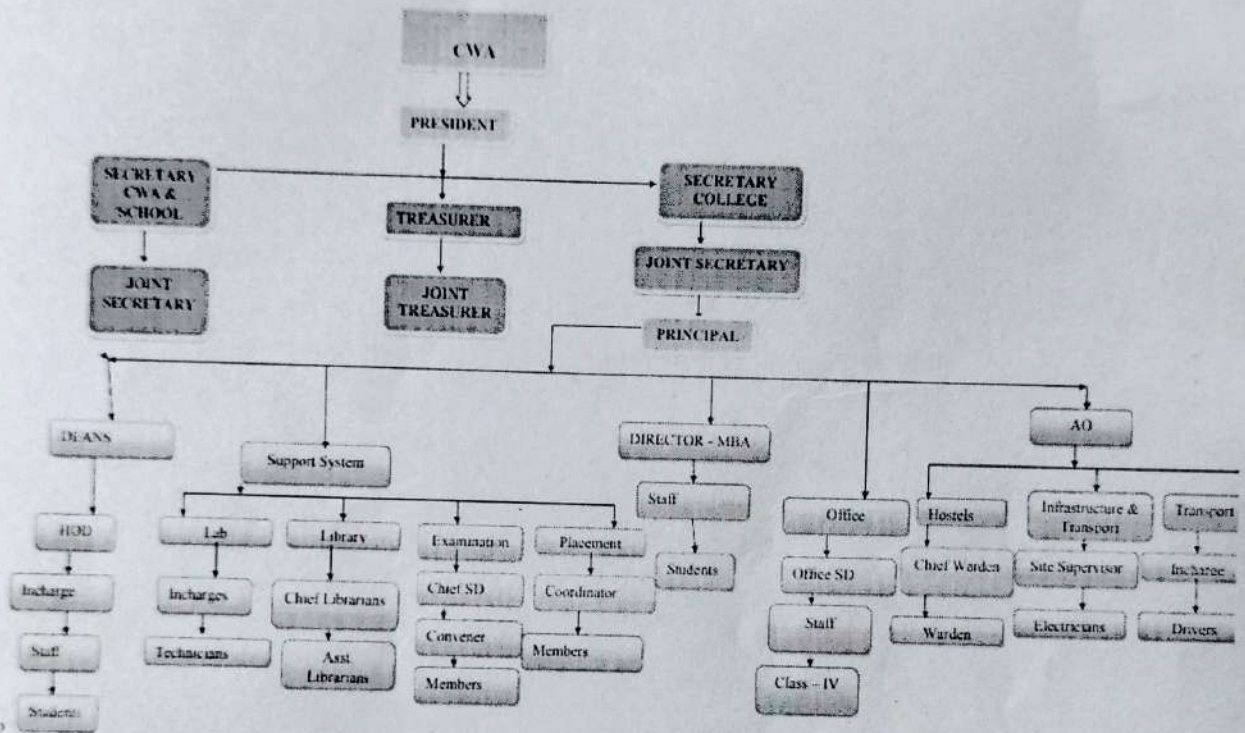 CWA
PRESIDENT
SECRETARY
CWA &
SCHOOL
TREASURER
SECRETARY
COLLEGE
JOINT
SECRETARY
JOINT
TREASURER
JOINT SECRETARY
PRINCIPAL
DEANS
Support System
DIRECTOR - MBA
AO
HOD
Incharge
Staff
Students
Lab
Incharges
Technicians
Library
Chief Librarians
Asst
Librarians
Examination
Chief SD
Convener
Members
Placement
Coordinator
Members
Staff
Students
Office
Office SD
Staff
Class – IV
Hostels
Chief Warden
Warden
Infrastructure &
Transport
Site Supervisor
Electricians
Transport
Incharge
Drivers